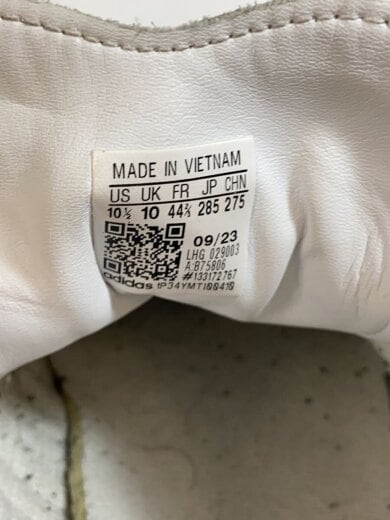 MADE IN VIETNAM
US UK FR JP CHN
10½ 10 44⅔ 285 275
09/23
LHG 029003
A:B75806
#133172767
adidas tP34YMTI00410